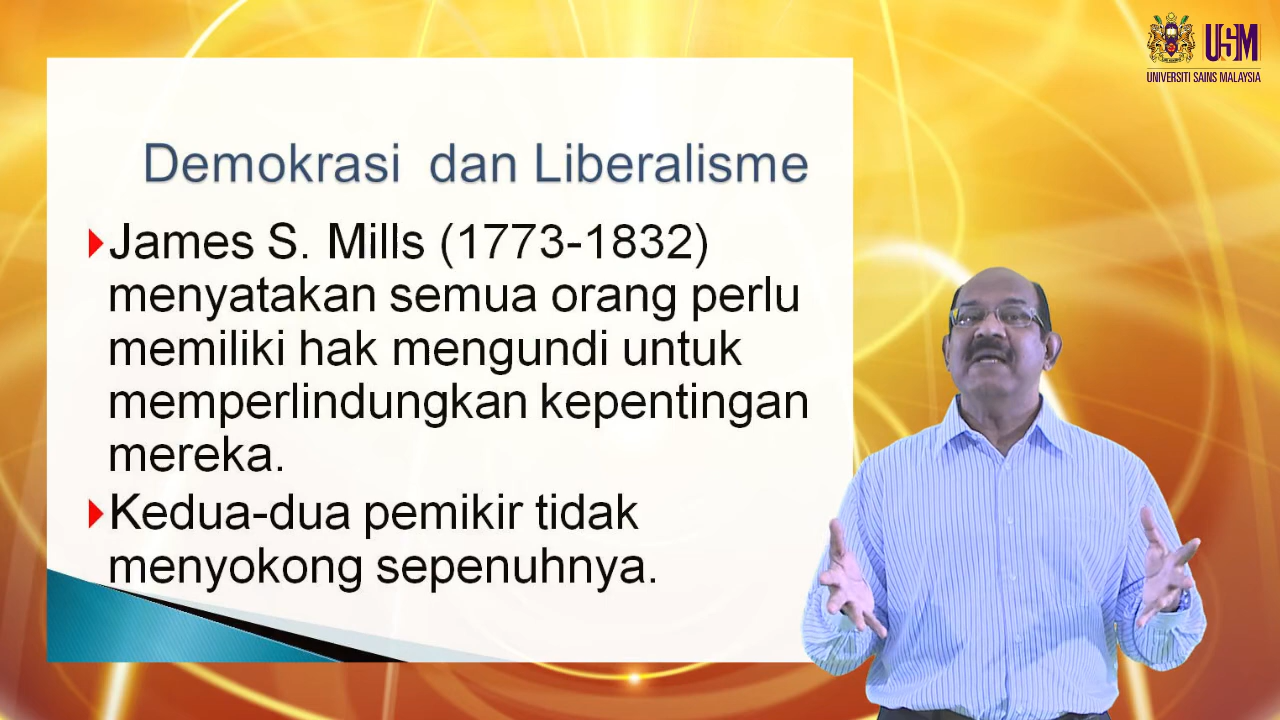 USM
UNIVERSITI SAINS MALAYSIA
Demokrasi dan Liberalisme
James S. Mills (1773-1832)
menyatakan semua orang perlu
memiliki hak mengundi untuk
memperlindungkan kepentingan
mereka.
Kedua-dua pemikir tidak
menyokong sepenuhnya.